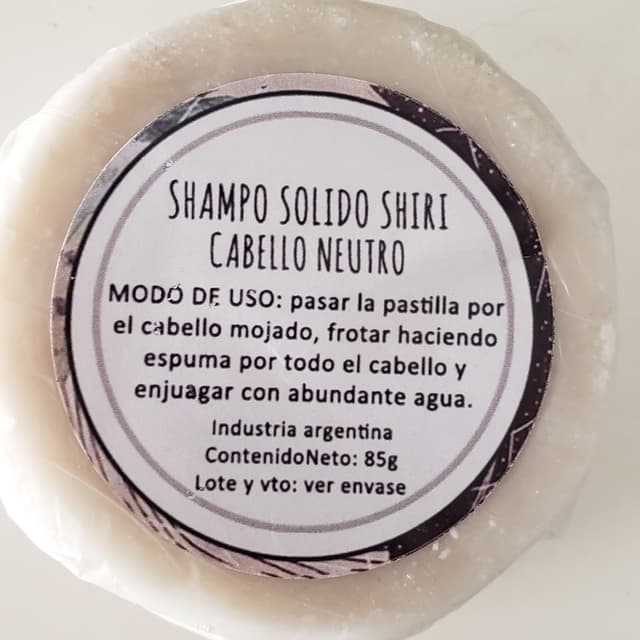 SHAMPO SOLIDO SHIRI
CABELLO NEUTRO
MODO DE USO: pasar la pastilla por
el cabello mojado, frotar haciendo
espuma por todo el cabello y
enjuagar con abundante agua.
Industria argentina
ContenidoNeto: 85g
Lote y vto: ver envase